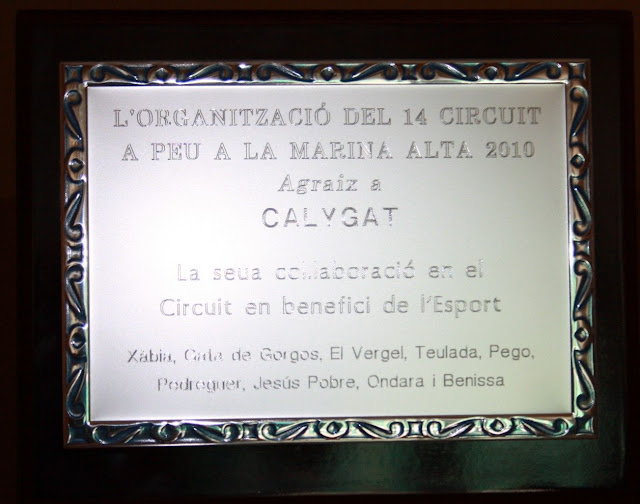 L'ORGANITZACIÓ DEL 14 CIRCUIT
A PEU A LA MARINA ALTA 2010
Agraix a
CALYGAT
La seua col.laboració en el
Circuit en benefici de l'Esport
Xàbia, Gata de Gorgos, El Vergel, Teulada, Pego,
Pedreguer, Jesús Pobre, Ondara i Benissa